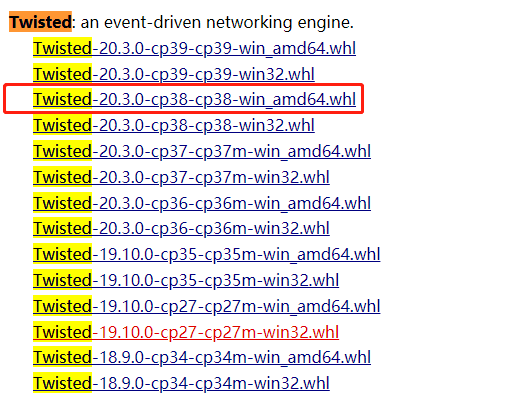 Twisted: an event-driven networking engine.
Twisted-20.3.0-cp39-cp39-win_amd64.whl
Twisted-20.3.0-cp39-cp39-win32.whl
Twisted-20.3.0-cp38-cp38-win_amd64.whl
Twisted-20.3.0-cp38-cp38-win32.whl
Twisted-20.3.0-cp37-cp37m-win_amd64.whl
Twisted-20.3.0-cp37-cp37m-win32.whl
Twisted-20.3.0-cp36-cp36m-win_amd64.whl
Twisted-20.3.0-cp36-cp36m-win32.whl
Twisted-19.10.0-cp35-cp35m-win_amd64.whl
Twisted-19.10.0-cp35-cp35m-win32.whl
Twisted-19.10.0-cp27-cp27m-win_amd64.whl
Twisted-19.10.0-cp27-cp27m-win32.whl
Twisted-18.9.0-cp34-cp34m-win_amd64.whl
Twisted-18.9.0-cp34-cp34m-win32.whl